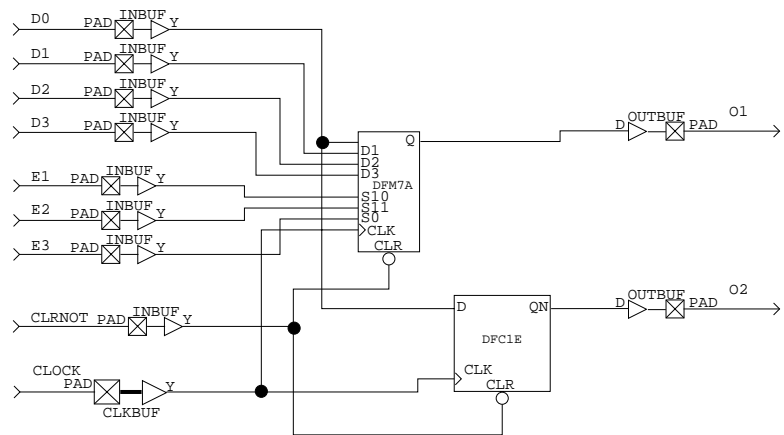 D0 PAD INBUF Y
D1 PAD INBUF Y
D2 PAD INBUF Y
D3 PAD INBUF Y
E1 PAD INBUF Y
E2 PAD INBUF Y
E3 PAD INBUF Y
CLRNOT PAD INBUF Y
CLOCK
PAD Y
CLKBUF
Q
D1
D2
D3
DFM7A
S10
S11
S0
CLK
CLR
D OUTBUF PAD O1
D QN
DFC1E
CLK
CLR
D OUTBUF PAD O2